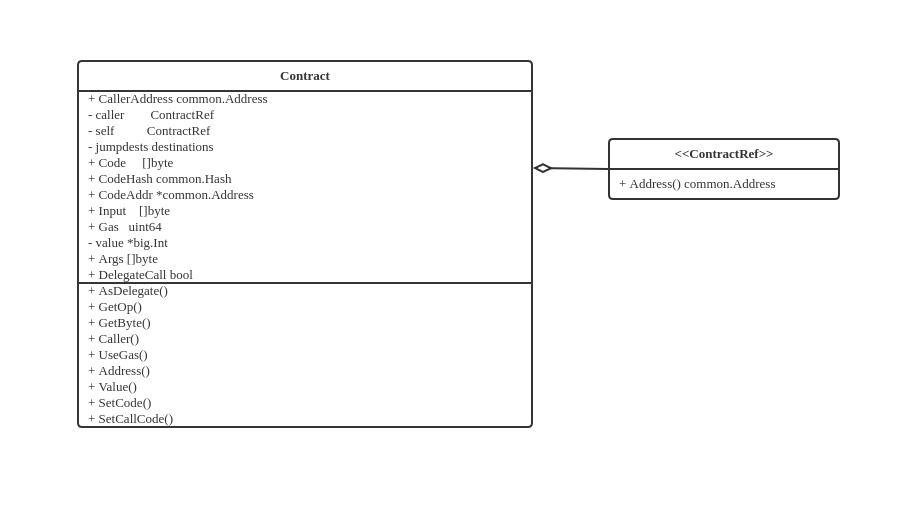 Contract
+ CallerAddress common.Address
- caller        ContractRef
- self          ContractRef
- jumpdests destinations
+ Code     []byte
+ CodeHash common.Hash
+ CodeAddr *common.Address
+ Input    []byte
+ Gas   uint64
- value *big.Int
+ Args []byte
+ DelegateCall bool
+ AsDelegate()
+ GetOp()
+ GetByte()
+ Caller()
+ UseGas()
+ Address()
+ Value()
+ SetCode()
+ SetCallCode()
<<ContractRef>>
+ Address() common.Address